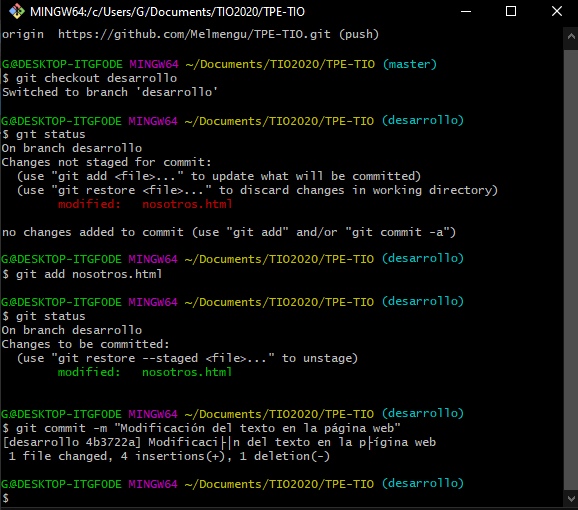 MINGW64:/c/Users/G/Documents/TIO2020/TPE-TIO
origin  https://github.com/Melmengu/TPE-TIO.git (push)
G@DESKTOP-ITGFODE MINGW64 ~/Documents/TIO2020/TPE-TIO (master)
$ git checkout desarrollo
Switched to branch 'desarrollo'
G@DESKTOP-ITGFODE MINGW64 ~/Documents/TIO2020/TPE-TIO (desarrollo)
$ git status
On branch desarrollo
Changes not staged for commit:
  (use "git add <file>..." to update what will be committed)
  (use "git restore <file>..." to discard changes in working directory)
        modified:   nosotros.html
no changes added to commit (use "git add" and/or "git commit -a")
G@DESKTOP-ITGFODE MINGW64 ~/Documents/TIO2020/TPE-TIO (desarrollo)
$ git add nosotros.html
G@DESKTOP-ITGFODE MINGW64 ~/Documents/TIO2020/TPE-TIO (desarrollo)
$ git status
On branch desarrollo
Changes to be committed:
  (use "git restore --staged <file>..." to unstage)
        modified:   nosotros.html
G@DESKTOP-ITGFODE MINGW64 ~/Documents/TIO2020/TPE-TIO (desarrollo)
$ git commit -m "Modificación del texto en la página web"
[desarrollo 4b3722a] Modificaci├│n del texto en la p├ígina web
 1 file changed, 4 insertions(+), 1 deletion(-)
G@DESKTOP-ITGFODE MINGW64 ~/Documents/TIO2020/TPE-TIO (desarrollo)
$